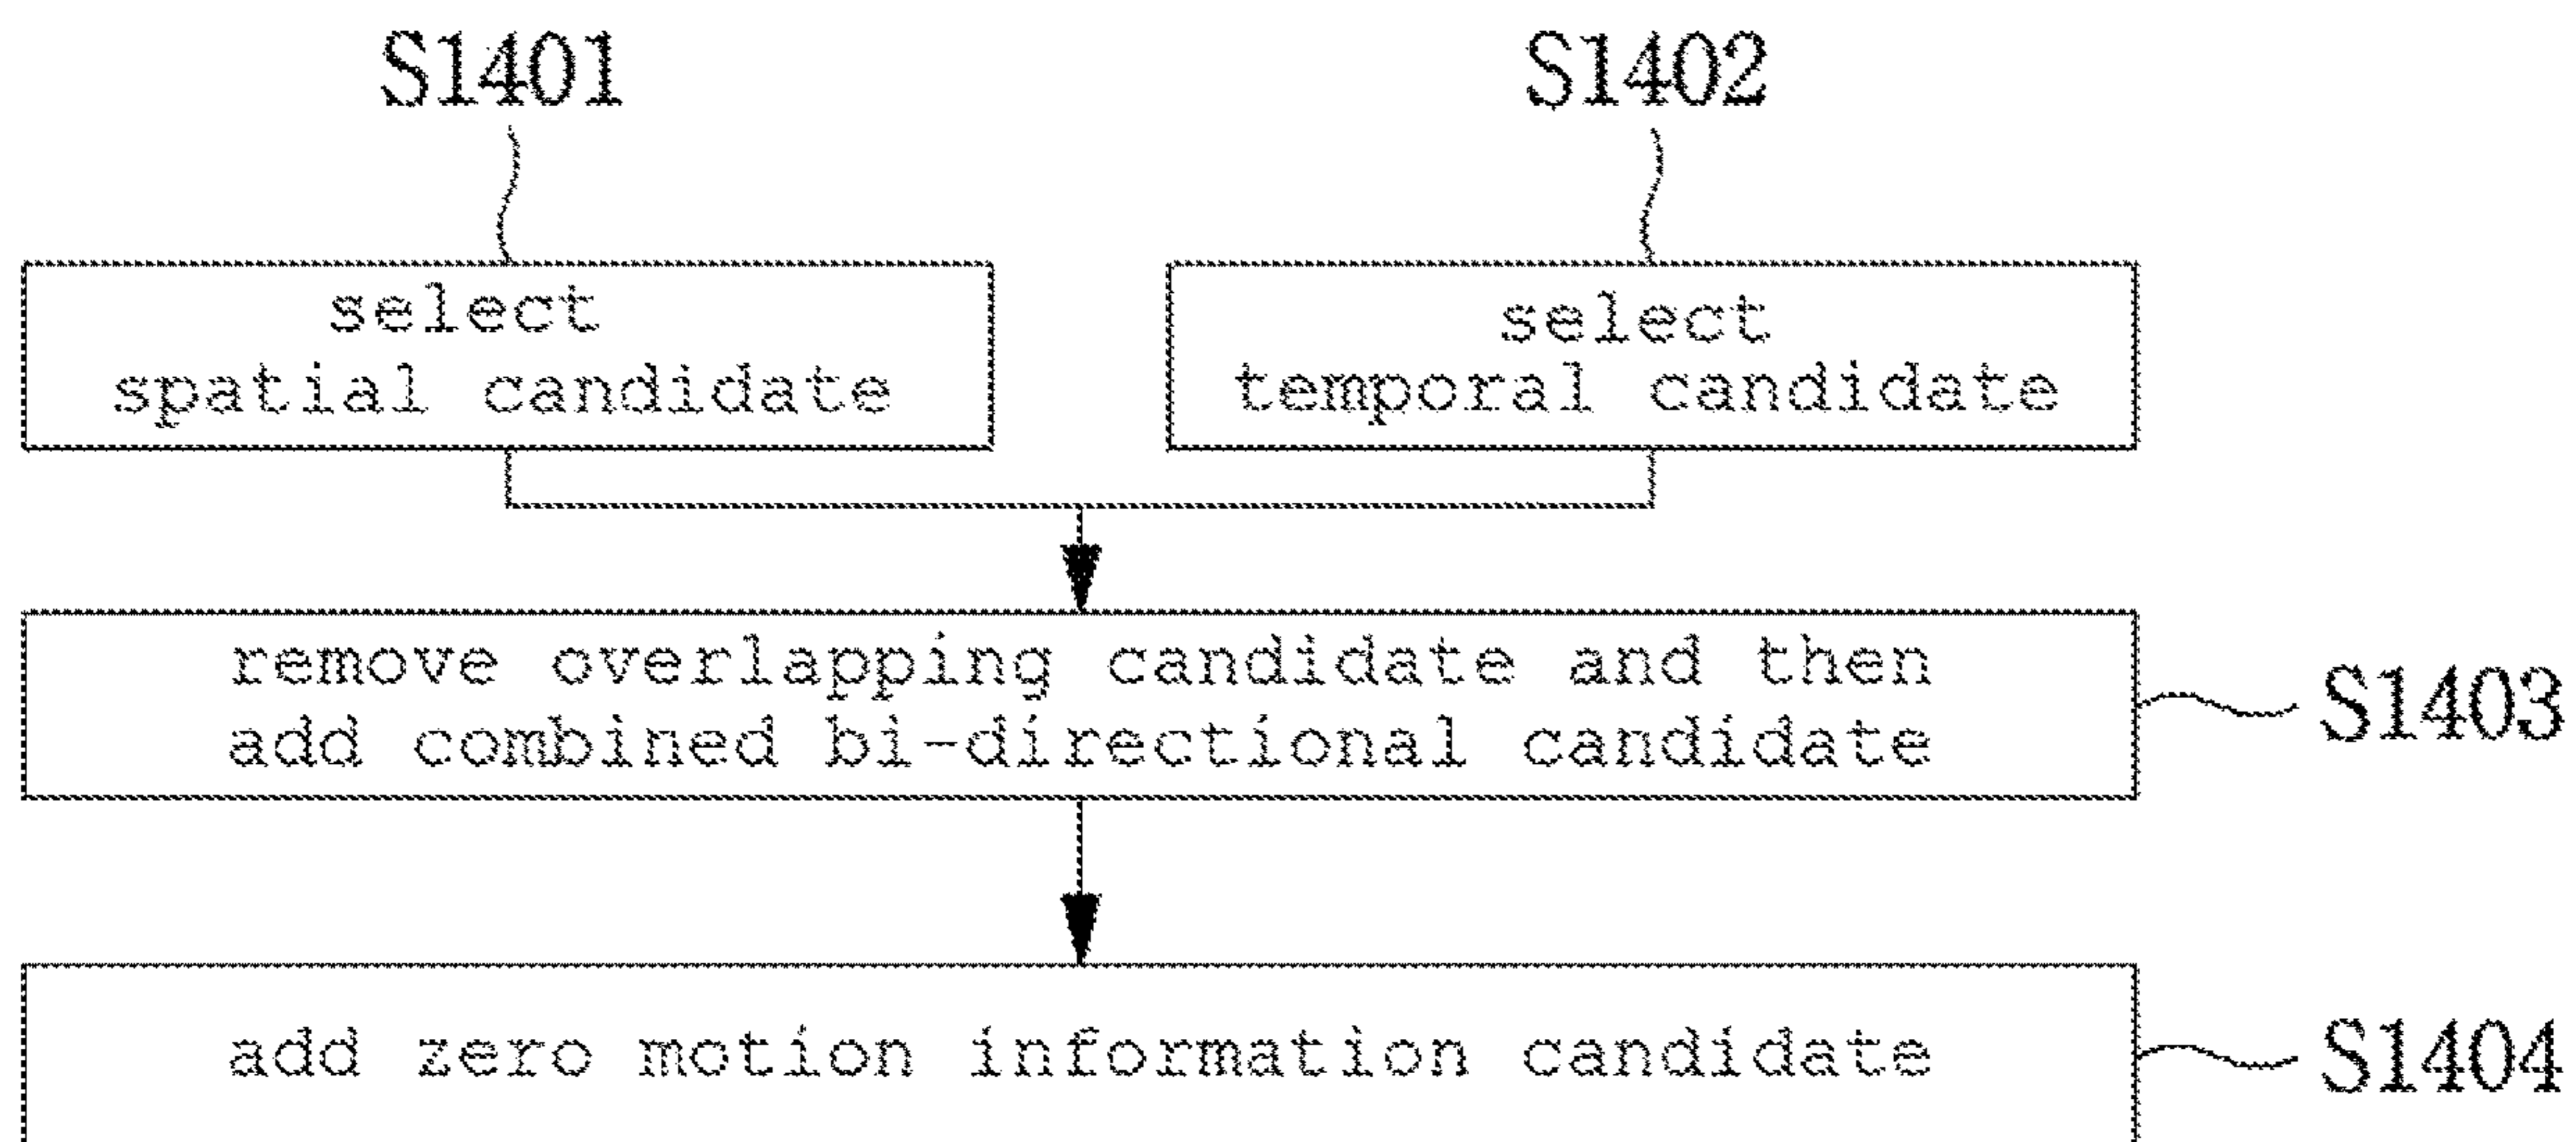 S1401
S1402
select
spatial candidate
select
temporal candidate
remove overlapping candidate and then
add combined bi-directional candidate
S1403
add zero motion information candidate
S1404